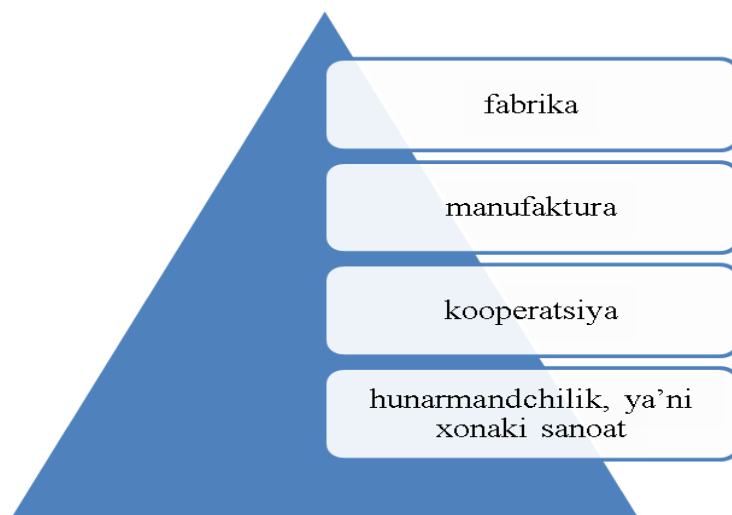 fabrika
manufaktura
kooperatsiya
hunarmandchilik, ya’ni
xonaki sanoat